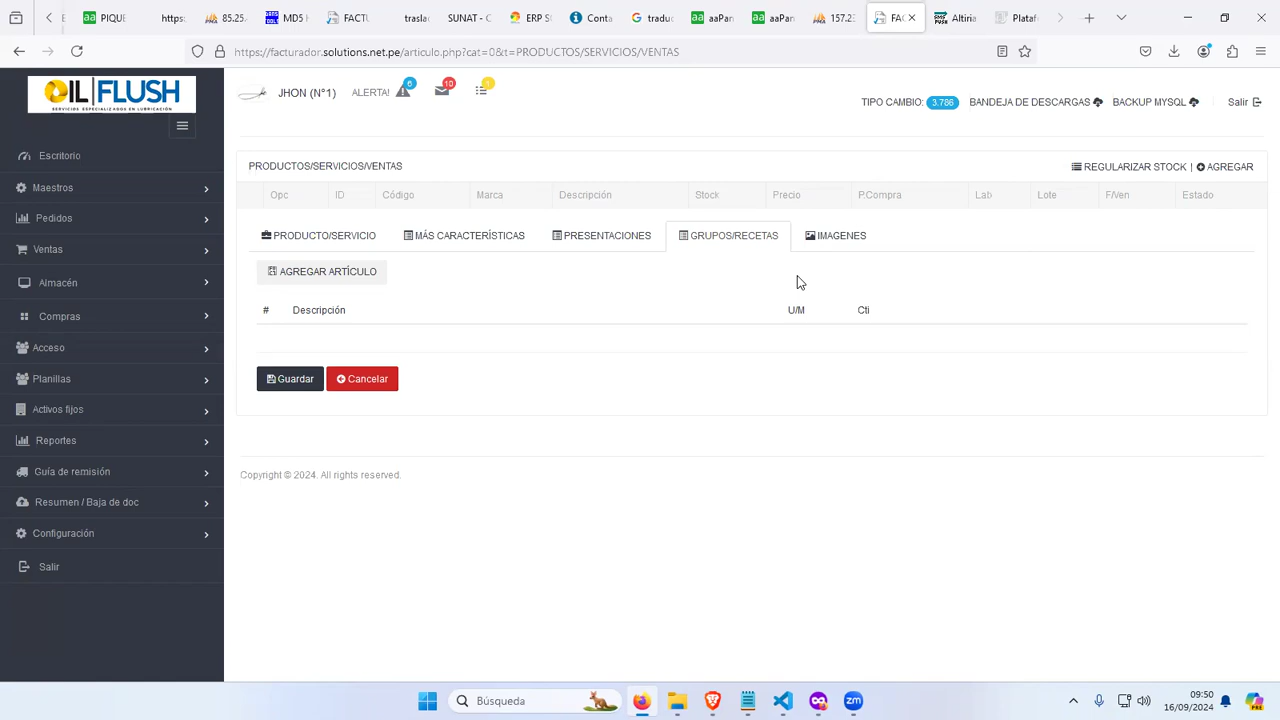 PIQUE
https:
85.25.
MD5 H
FACTU
traslac
SUNAT - C
ERP S
Conta
traduc
aaPan
aaPan
157.23
FAC
Altiria
Plataf
https://facturador.solutions.net.pe/articulo.php?cat=0&t=PRODUCTOS/SERVICIOS/VENTAS
OIL FLUSH
SERVICIOS ESPECIALIZADOS EN LUBRICACIÓN
JHON (N°1)
ALERTA!
6
10
1
TIPO CAMBIO: 3.786
BANDEJA DE DESCARGAS
BACKUP MYSQL
Salir
Escritorio
Maestros
Pedidos
Ventas
Almacén
Compras
Acceso
Planillas
Activos fijos
Reportes
Guía de remisión
Resumen / Baja de doc
Configuración
Salir
PRODUCTOS/SERVICIOS/VENTAS
REGULARIZAR STOCK | AGREGAR
Opc ID Código Marca Descripción Stock Precio P.Compra Lab Lote F/Ven Estado
PRODUCTO/SERVICIO
MÁS CARACTERÍSTICAS
PRESENTACIONES
GRUPOS/RECETAS
IMAGENES
AGREGAR ARTÍCULO
# Descripción U/M Cti
Guardar
Cancelar
Copyright © 2024. All rights reserved.
Búsqueda
zm
09:50
16/09/2024